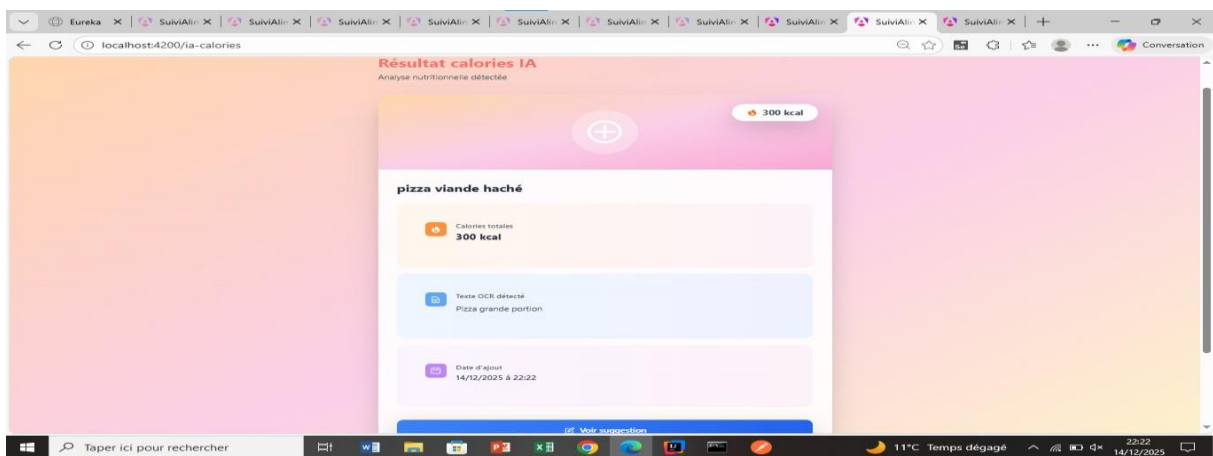 Eureka
SuiviAlin
SuiviAlin
SuiviAlin
SuiviAlin
SuiviAlin
SuiviAlin
SuiviAlin
SuiviAlin
SuiviAlin
SuiviAlin
localhost:4200/ia-calories
Conversation
Résultat calories IA
Analyse nutritionnelle détectée
300 kcal
pizza viande haché
Calories totales
300 kcal
Texte OCR détecté
Pizza grande portion
Date d'ajout
14/12/2025 à 22:22
Voir suggestion
Taper ici pour rechercher
11°C Temps dégagé
22:22
14/12/2025